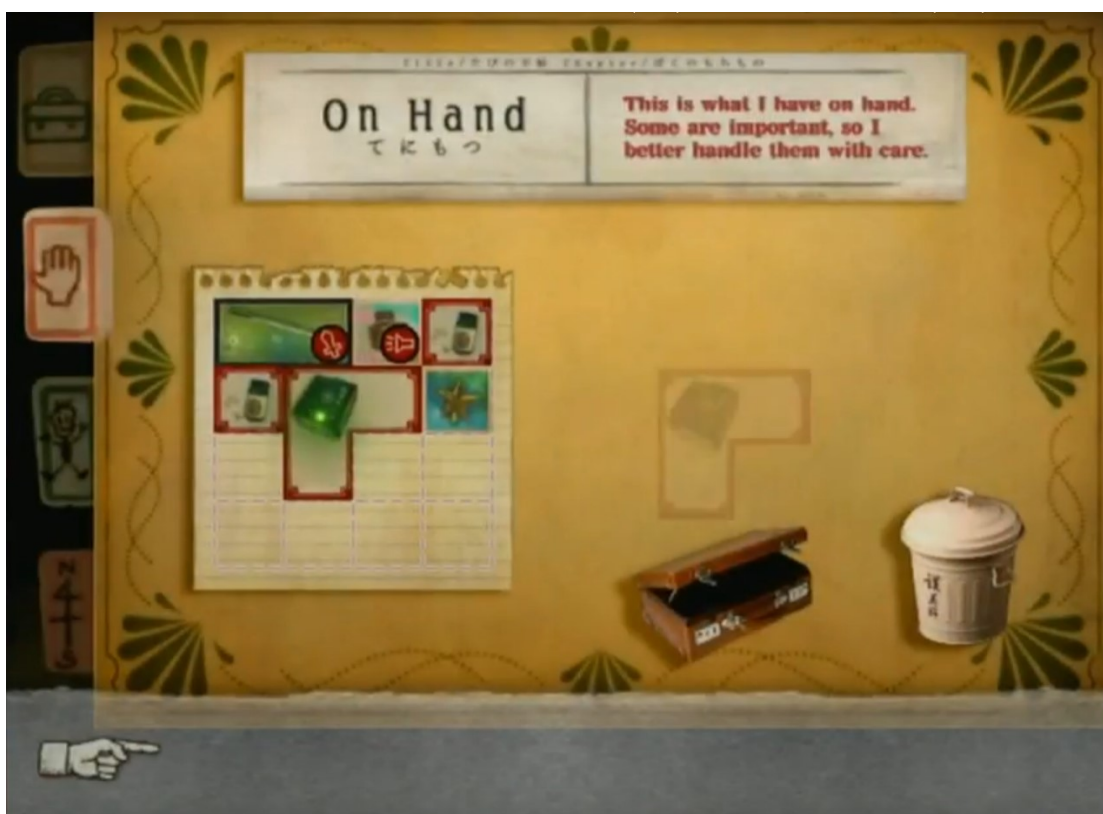 On Hand
てにもつ
This is what I have on hand.
Some are important, so I
better handle them with care.
N
S